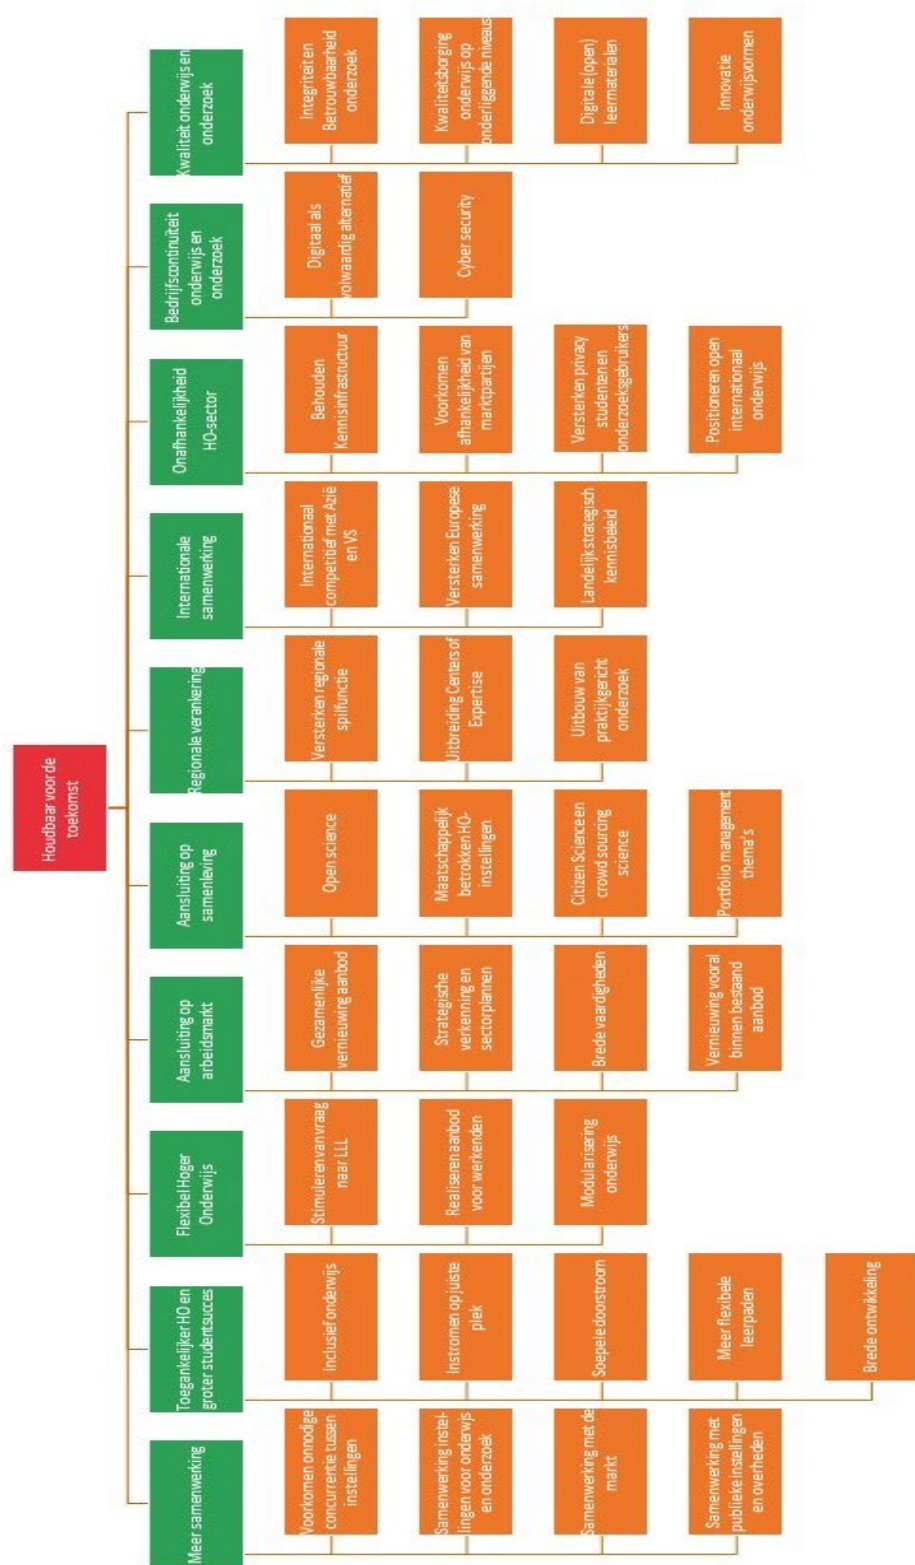 Houdbaar voor de
toekomst
Meer samenwerking
Voorkomen onnodige
concurrentie tussen
instellingen
Samenwerking instel-
lingen voor onderwijs
en onderzoek
Samenwerking met de
markt
Samenwerking met
publieke instellingen
en overheden
Toegankelijker HO en
groter studentsucces
Inclusief onderwijs
Instromen op juiste
plek
Soepele doorstroom
Meer flexibele
leerpaden
Brede ontwikkeling
Flexibel Hoger
Onderwijs
Stimuleren van vraag
naar LLL
Realiseren aanbod
voor werkenden
Modularisering
onderwijs
Aansluiting op
arbeidsmarkt
Gezamenlijke
vernieuwing aanbod
Strategische
verkenning en
sectorplannen
Brede vaardigheden
Vernieuwing vooral
binnen bestaand
aanbod
Aansluiting op
samenleving
Open science
Maatschappelijk
betrokken HO-
instellingen
Citizen Science en
crowd sourcing
science
Portfolio management
thema's
Regionale verankering
Versterken regionale
spilfunctie
Uitbreiding Centers of
Expertise
Uitbouw van
praktijkgericht
onderzoek
Internationale
samenwerking
Internationaal
competitief met Azië
en VS
Versterken Europese
samenwerking
Landelijk strategisch
kennisbeleid
Onafhankelijkheid
HO-sector
Behouden
Kennisinfrastructuur
Voorkomen
afhankelijkheid van
marktpartijen
Versterken privacy
studenten en
onderzoeksgebruikers
Positioneren open
internationaal
onderwijs
Bedrijfscontinuïteit
onderwijs en
onderzoek
Digitaal als
volwaardig alternatief
Cyber security
Kwaliteit onderwijs en
onderzoek
Integriteit en
Betrouwbaarheid
onderzoek
Kwaliteitsborging
onderwijs op
onderliggende niveaus
Digitale (open)
leermaterialen
Innovatie
onderwijsvormen